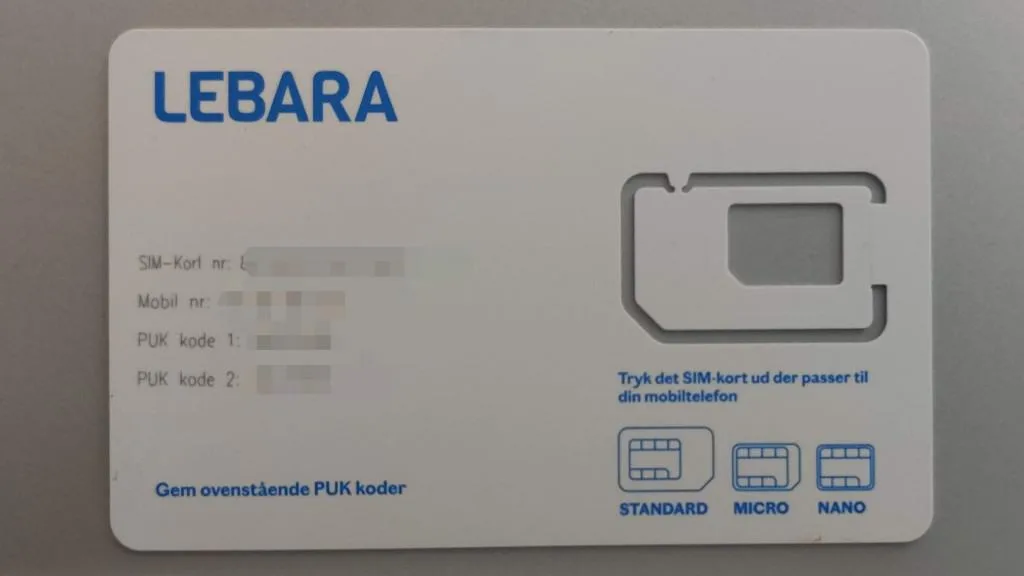 LEBARA
SIM-Kort nr:
Mobil nr:
PUK kode 1:
PUK kode 2:
Tryk det SIM-kort ud der passer til
din mobiltelefon
Gem ovenstående PUK koder
STANDARD MICRO NANO